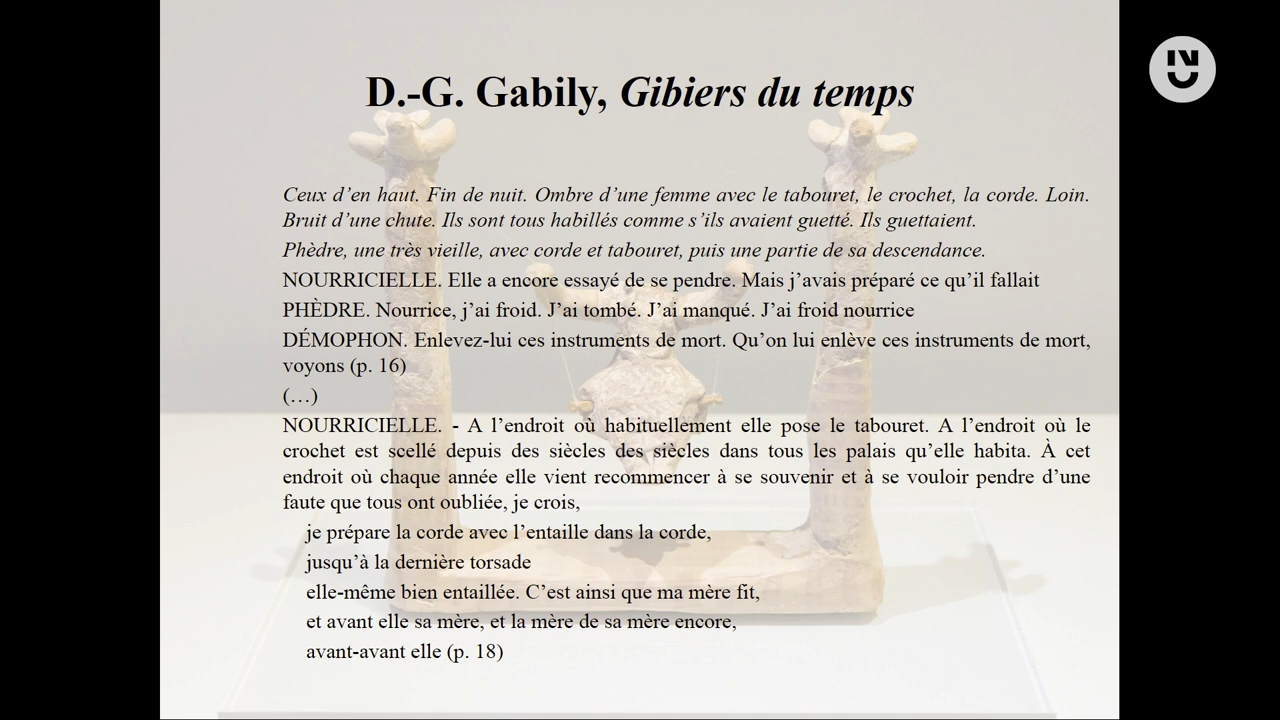 D.-G. Gabily, Gibiers du temps
Ceux d’en haut. Fin de nuit. Ombre d’une femme avec le tabouret, le crochet, la corde. Loin.
Bruit d’une chute. Ils sont tous habillés comme s’ils avaient guetté. Ils guettaient.
Phèdre, une très vieille, avec corde et tabouret, puis une partie de sa descendance.
NOURRICIELLE. Elle a encore essayé de se pendre. Mais j’avais préparé ce qu’il fallait
PHÈDRE. Nourrice, j’ai froid. J’ai tombé. J’ai manqué. J’ai froid nourrice
DÉMOPHON. Enlevez-lui ces instruments de mort. Qu’on lui enlève ces instruments de mort,
voyons (p. 16)
(…)
NOURRICIELLE. - A l’endroit où habituellement elle pose le tabouret. A l’endroit où le
crochet est scellé depuis des siècles des siècles dans tous les palais qu’elle habita. À cet
endroit où chaque année elle vient recommencer à se souvenir et à se vouloir pendre d’une
faute que tous ont oubliée, je crois,
je prépare la corde avec l’entaille dans la corde,
jusqu’à la dernière torsade
elle-même bien entaillée. C’est ainsi que ma mère fit,
et avant elle sa mère, et la mère de sa mère encore,
avant-avant elle (p. 18)